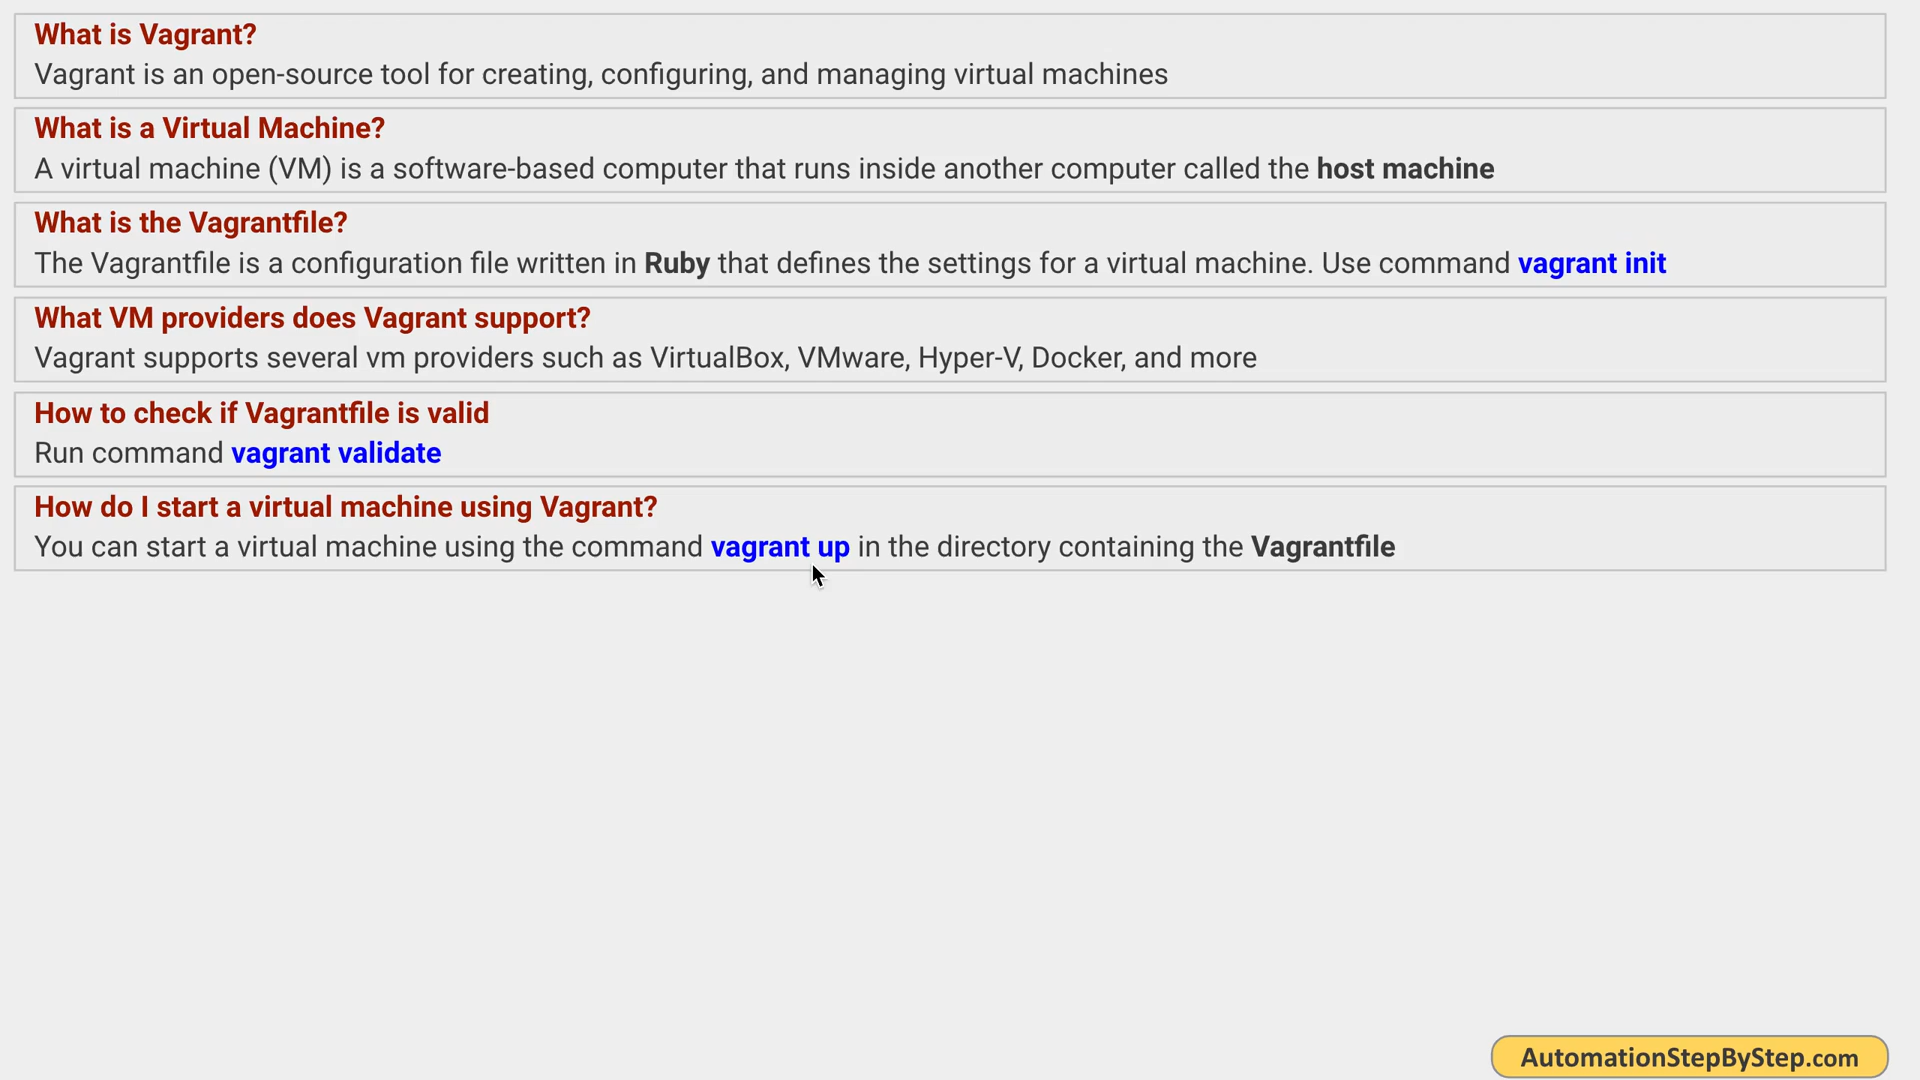 What is Vagrant?
Vagrant is an open-source tool for creating, configuring, and managing virtual machines
What is a Virtual Machine?
A virtual machine (VM) is a software-based computer that runs inside another computer called the host machine
What is the Vagrantfile?
The Vagrantfile is a configuration file written in Ruby that defines the settings for a virtual machine. Use command vagrant init
What VM providers does Vagrant support?
Vagrant supports several vm providers such as VirtualBox, VMware, Hyper-V, Docker, and more
How to check if Vagrantfile is valid
Run command vagrant validate
How do I start a virtual machine using Vagrant?
You can start a virtual machine using the command vagrant up in the directory containing the Vagrantfile
AutomationStepByStep.com